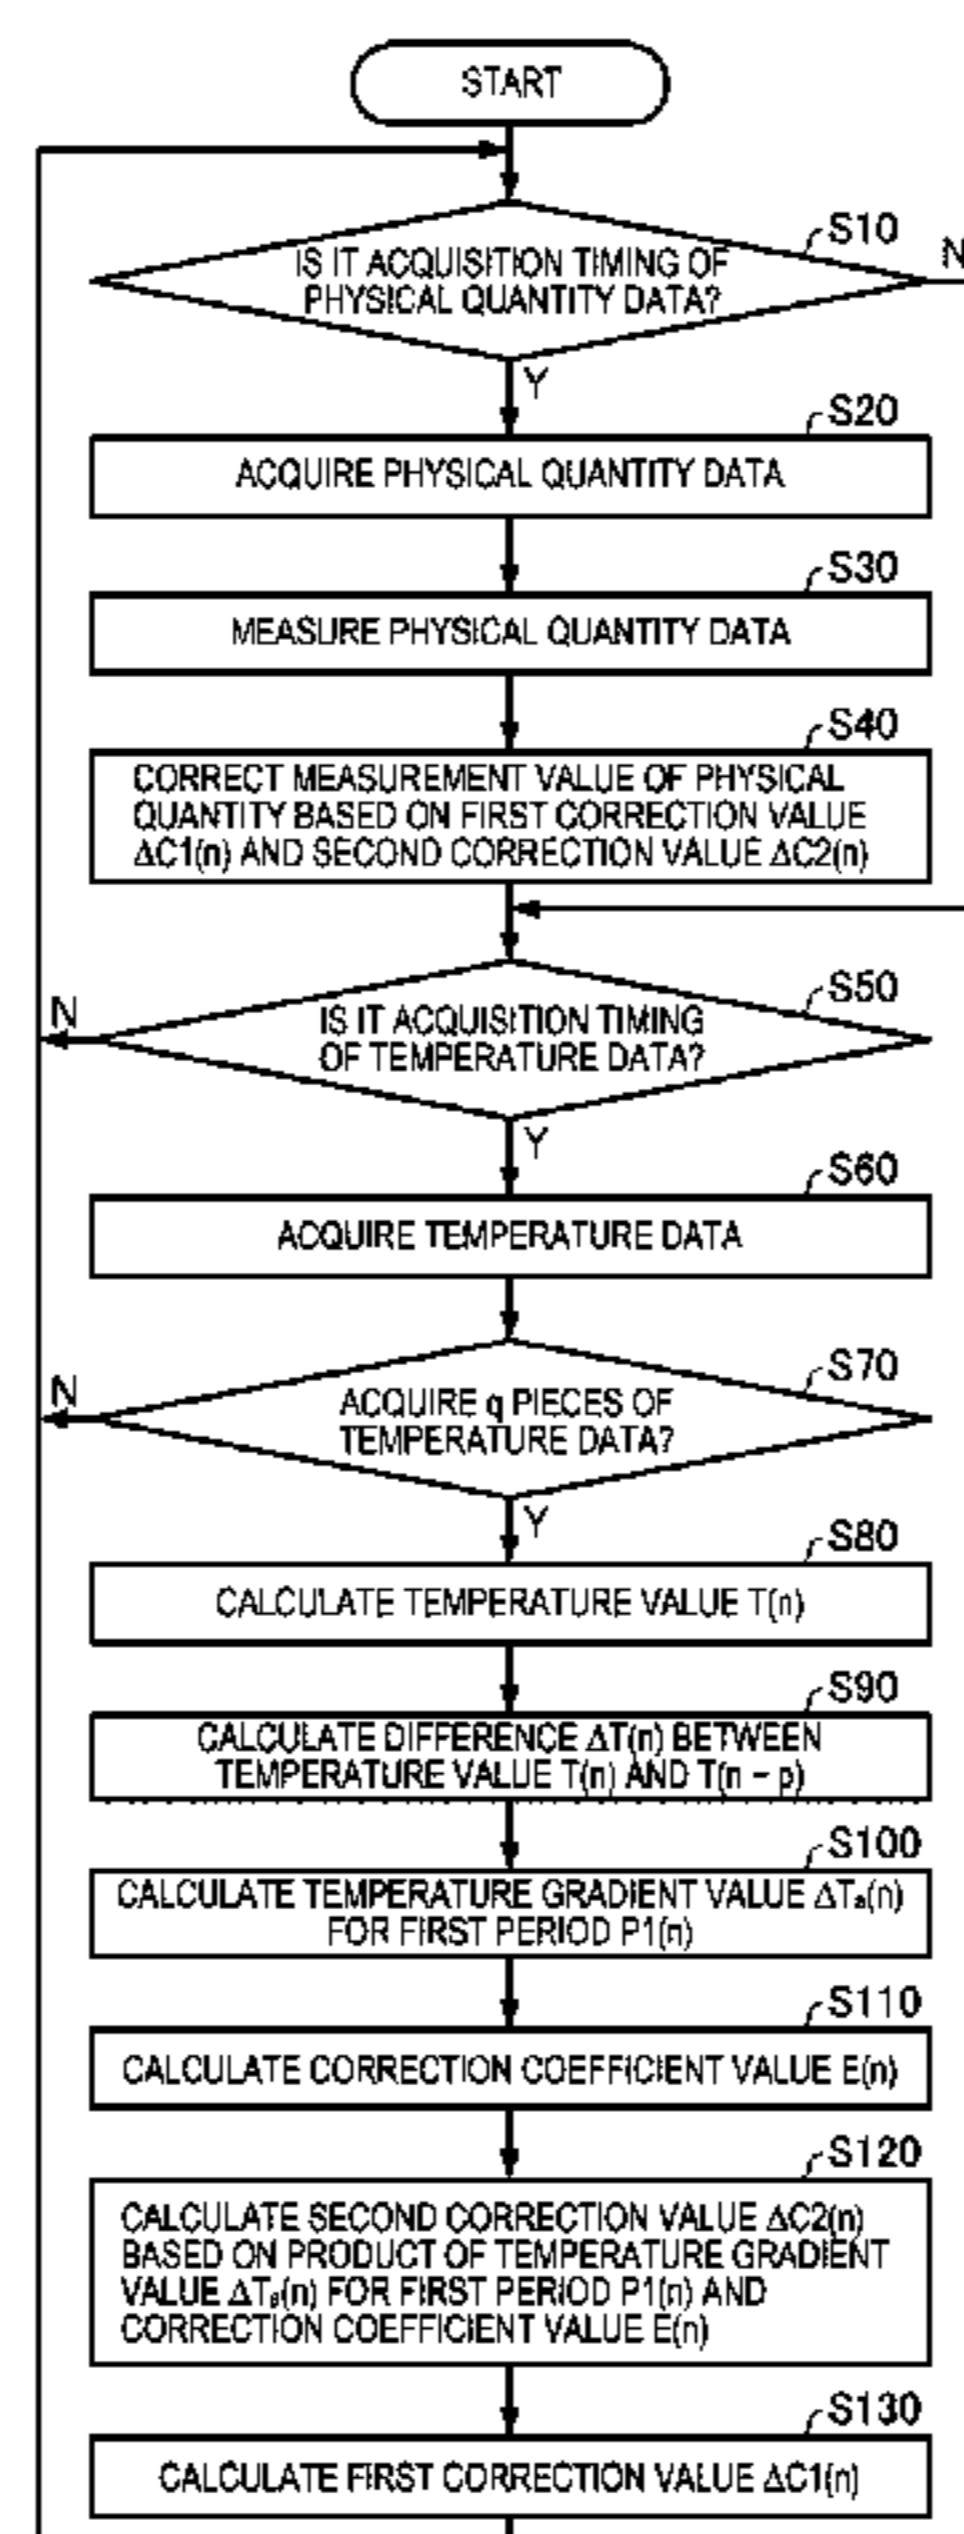 START
S10
N
IS IT ACQUISITION TIMING OF
PHYSICAL QUANTITY DATA?
Y
S20
ACQUIRE PHYSICAL QUANTITY DATA
S30
MEASURE PHYSICAL QUANTITY DATA
S40
CORRECT MEASUREMENT VALUE OF PHYSICAL
QUANTITY BASED ON FIRST CORRECTION VALUE
ΔC1(n) AND SECOND CORRECTION VALUE ΔC2(n)
S50
N
IS IT ACQUISITION TIMING
OF TEMPERATURE DATA?
Y
S60
ACQUIRE TEMPERATURE DATA
S70
N
ACQUIRE q PIECES OF
TEMPERATURE DATA?
Y
S80
CALCULATE TEMPERATURE VALUE T(n)
S90
CALCULATE DIFFERENCE ΔT(n) BETWEEN
TEMPERATURE VALUE T(n) AND T(n − p)
S100
CALCULATE TEMPERATURE GRADIENT VALUE ΔTₐ(n)
FOR FIRST PERIOD P1(n)
S110
CALCULATE CORRECTION COEFFICIENT VALUE E(n)
S120
CALCULATE SECOND CORRECTION VALUE ΔC2(n)
BASED ON PRODUCT OF TEMPERATURE GRADIENT
VALUE ΔTₐ(n) FOR FIRST PERIOD P1(n) AND
CORRECTION COEFFICIENT VALUE E(n)
S130
CALCULATE FIRST CORRECTION VALUE ΔC1(n)